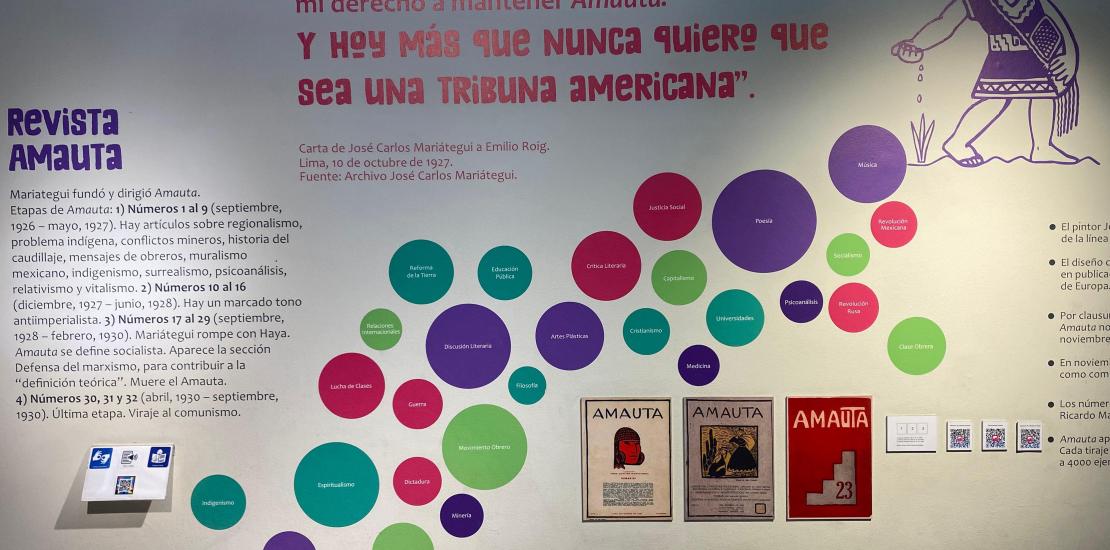 mi derecho a mantener Amauta.
Y HOY MÁS QUE NUNCA QUIERO QUE
SEA UNA TRIBUNA AMERICANA”.
Carta de José Carlos Mariátegui a Emilio Roig.
Lima, 10 de octubre de 1927.
Fuente: Archivo José Carlos Mariátegui.
REVISTA
AMAUTA
Mariategui fundó y dirigió Amauta.
Etapas de Amauta: 1) Números 1 al 9 (septiembre,
1926 – mayo, 1927). Hay artículos sobre regionalismo,
problema indígena, conflictos mineros, historia del
caudillaje, mensajes de obreros, muralismo
mexicano, indigenismo, surrealismo, psicoanálisis,
relativismo y vitalismo. 2) Números 10 al 16
(diciembre, 1927 – junio, 1928). Hay un marcado tono
antiimperialista. 3) Números 17 al 29 (septiembre,
1928 – febrero, 1930). Mariátegui rompe con Haya.
Amauta se define socialista. Aparece la sección
Defensa del marxismo, para contribuir a la
“definición teórica”. Muere el Amauta.
4) Números 30, 31 y 32 (abril, 1930 – septiembre,
1930). Última etapa. Viraje al comunismo.
Música
Justicia Social
Poesía
Revolución
Mexicana
Reforma
de la Tierra
Educación
Pública
Crítica Literaria
Capitalismo
Socialismo
Relaciones
Internacionales
Discusión Literaria
Artes Plásticas
Cristianismo
Universidades
Psicoanálisis
Revolución
Rusa
Clase Obrera
Lucha de Clases
Guerra
Filosofía
Medicina
Movimiento Obrero
Espiritualismo
Dictadura
Indigenismo
Minería
AMAUTA
AMAUTA
AMAUTA
23
1 2 3
El pintor J
de la líne
El diseño c
en publica
de Europa
Por clausu
Amauta no
noviembre
En noviem
como com
Los númer
Ricardo Ma
Amauta ap
Cada tiraje
a 4000 ejen